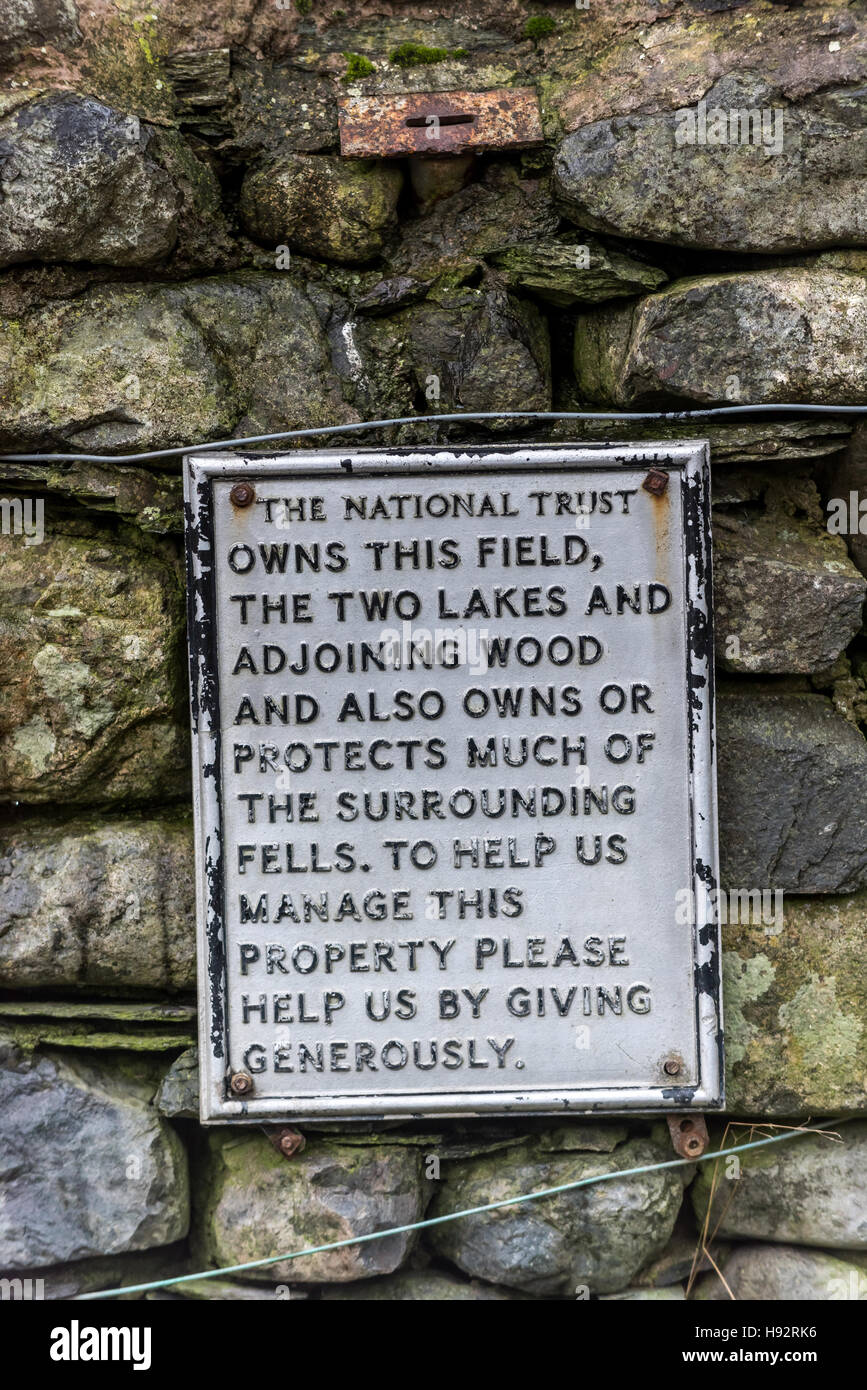 THE NATIONAL TRUST
OWNS THIS FIELD,
THE TWO LAKES AND
ADJOINING WOOD
AND ALSO OWNS OR
PROTECTS MUCH OF
THE SURROUNDING
FELLS. TO HELP US
MANAGE THIS
PROPERTY PLEASE
HELP US BY GIVING
GENEROUSLY.
alamy stock photo
H92RK6
www.alamy.com